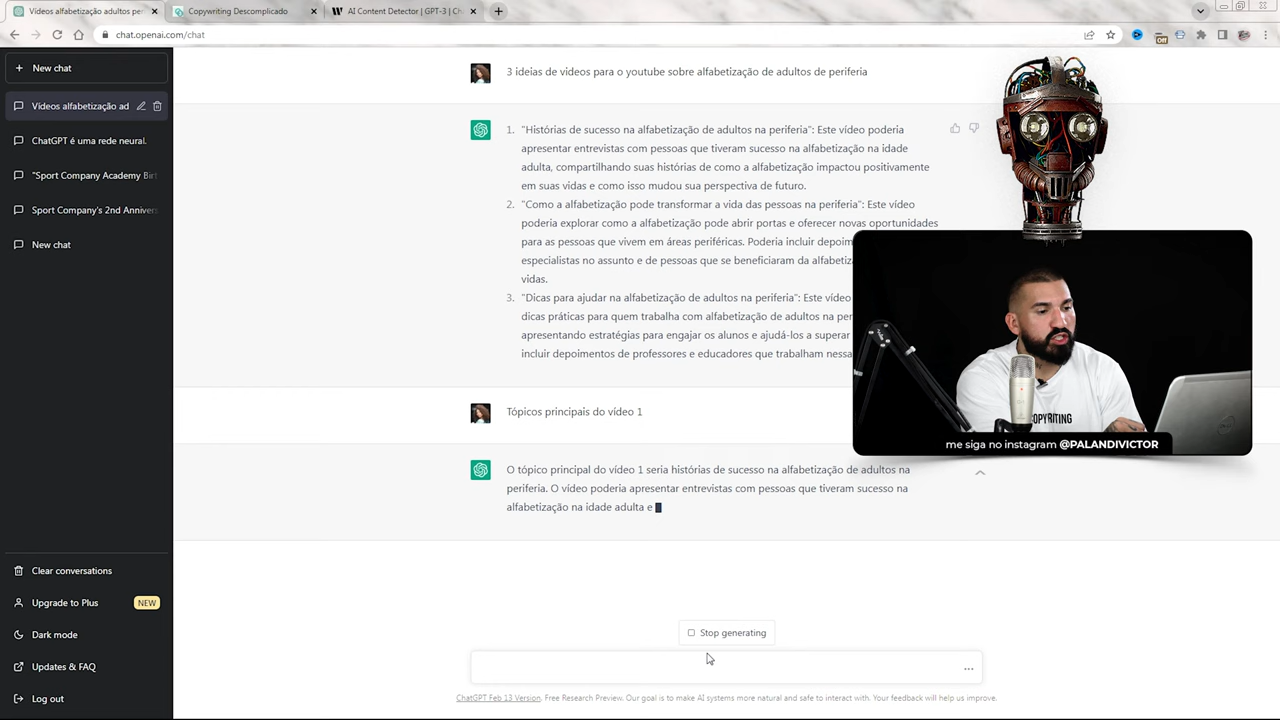 Vídeos alfabetização adultos per
Copywriting Descomplicado
AI Content Detector | GPT-3 | Ch
chat.openai.com/chat
Off
New chat
Vídeos alfabetização ad
ChatGPT é uma rede neural.
"Sport Company Academy Birt
Sport Company's 2nd Annivers
New chat
Clear conversations
Upgrade to Plus
NEW
Dark mode
Updates & FAQ
Log out
3 ideias de videos para o youtube sobre alfabetização de adultos de periferia
1. "Histórias de sucesso na alfabetização de adultos na periferia": Este vídeo poderia
apresentar entrevistas com pessoas que tiveram sucesso na alfabetização na idade
adulta, compartilhando suas histórias de como a alfabetização impactou positivamente
em suas vidas e como isso mudou sua perspectiva de futuro.
2. "Como a alfabetização pode transformar a vida das pessoas na periferia": Este vídeo
poderia explorar como a alfabetização pode abrir portas e oferecer novas oportunidades
para as pessoas que vivem em áreas periféricas. Poderia incluir depoim
especialistas no assunto e de pessoas que se beneficiaram da alfabetiz
vidas.
3. "Dicas para ajudar na alfabetização de adultos na periferia": Este vídeo
dicas práticas para quem trabalha com alfabetização de adultos na per
apresentando estratégias para engajar os alunos e ajudá-los a superar
incluir depoimentos de professores e educadores que trabalham nessa
Tópicos principais do vídeo 1
O tópico principal do vídeo 1 seria histórias de sucesso na alfabetização de adultos na
periferia. O vídeo poderia apresentar entrevistas com pessoas que tiveram sucesso na
alfabetização na idade adulta e
OPYWRITING
me siga no instagram @PALANDIVICTOR
Stop generating
ChatGPT Feb 13 Version. Free Research Preview. Our goal is to make AI systems more natural and safe to interact with. Your feedback will help us improve.